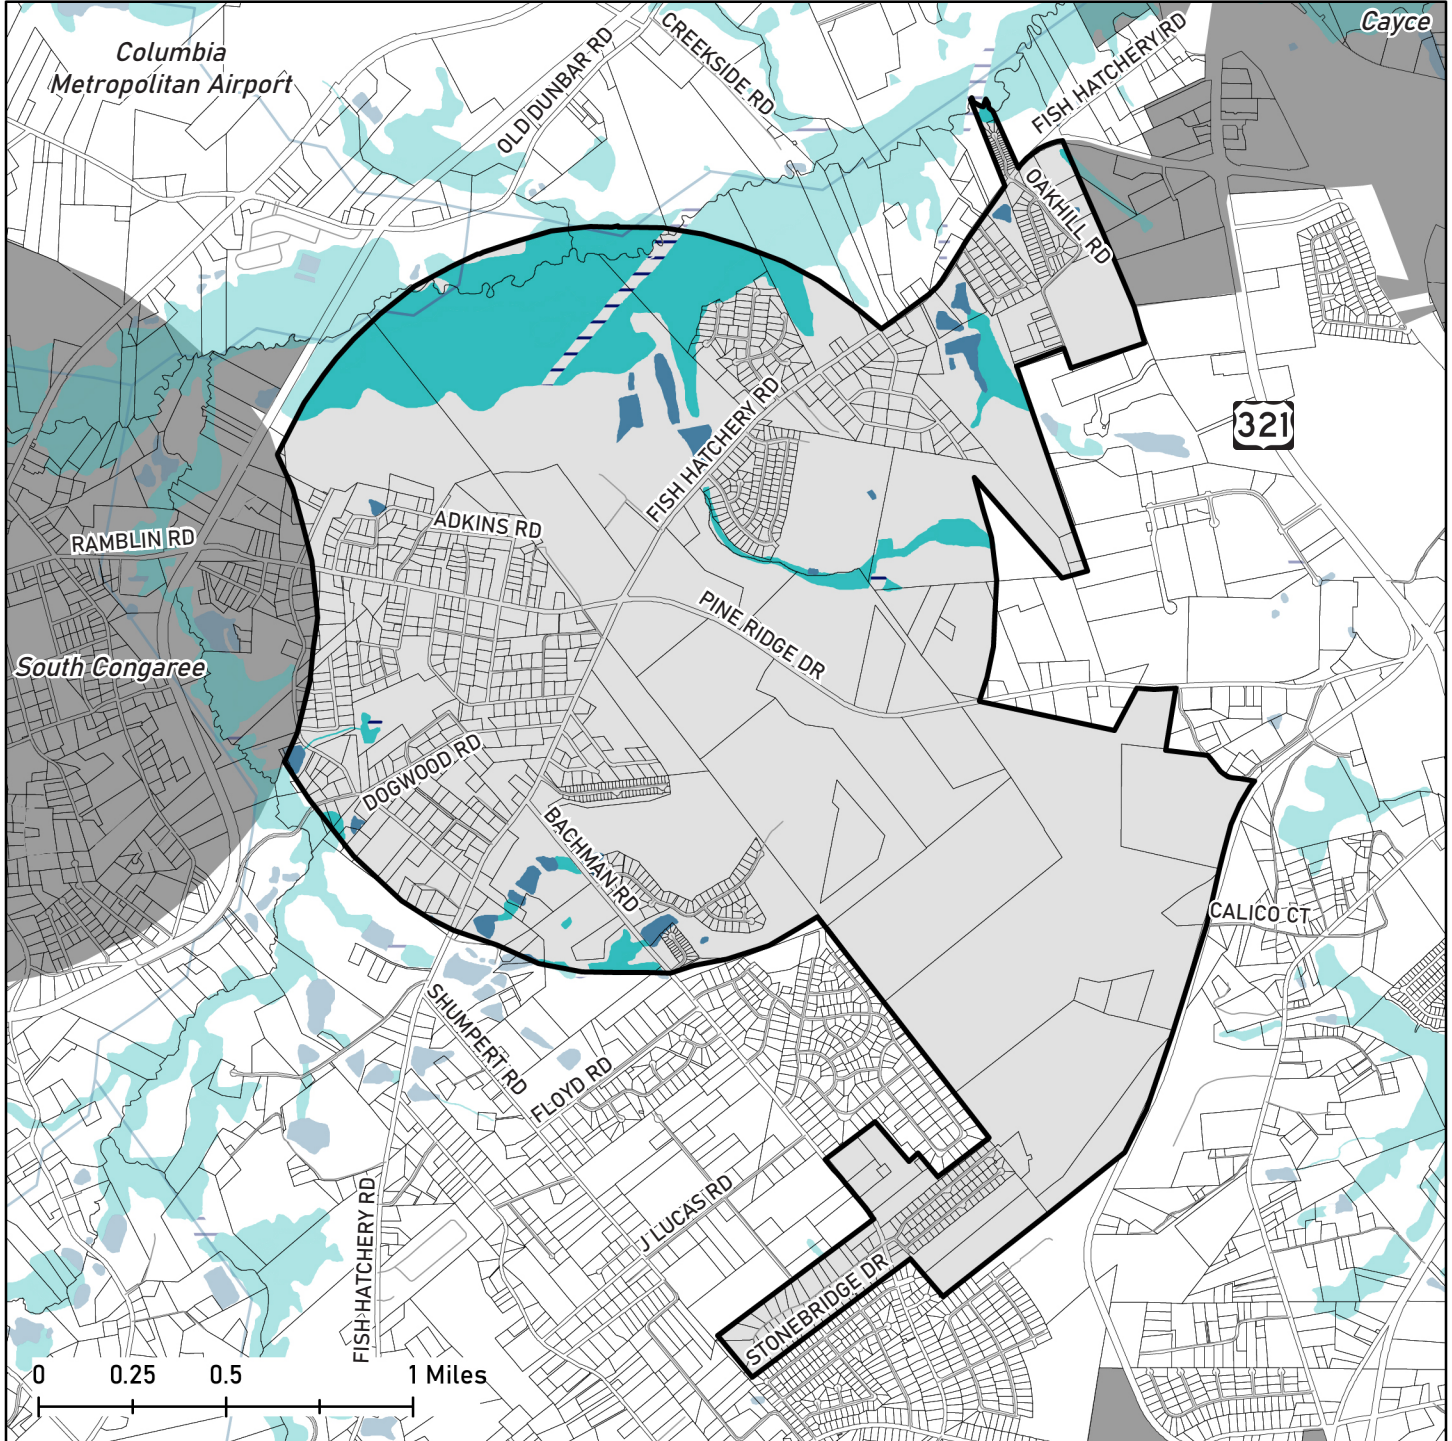 Cayce
Columbia
Metropolitan Airport
CREEKSIDE RD
OLD DUNBAR RD
FISH HATCHERY RD
OAKHILL RD
321
FISH HATCHERY RD
ADKINS RD
RAMBLIN RD
PINE RIDGE DR
South Congaree
DOGWOOD RD
BACHMAN RD
CALICO CT
SHUMPERT RD
FLOYD RD
J LUCAS RD
FISH HATCHERY RD
STONEBRIDGE DR
0 0.25 0.5 1 Miles